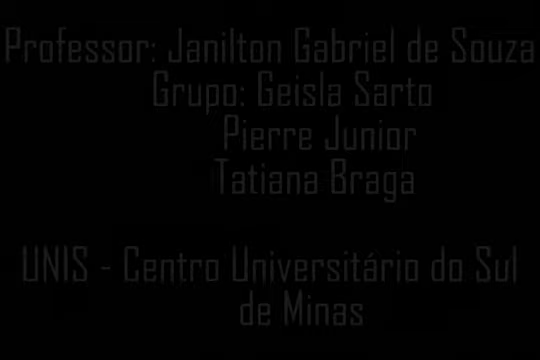 Professor: Janilton Gabriel de Souza
Grupo: Geisla Sarto
Pierre Junior
Tatiana Braga
UNIS - Centro Universitário do Sul
de Minas